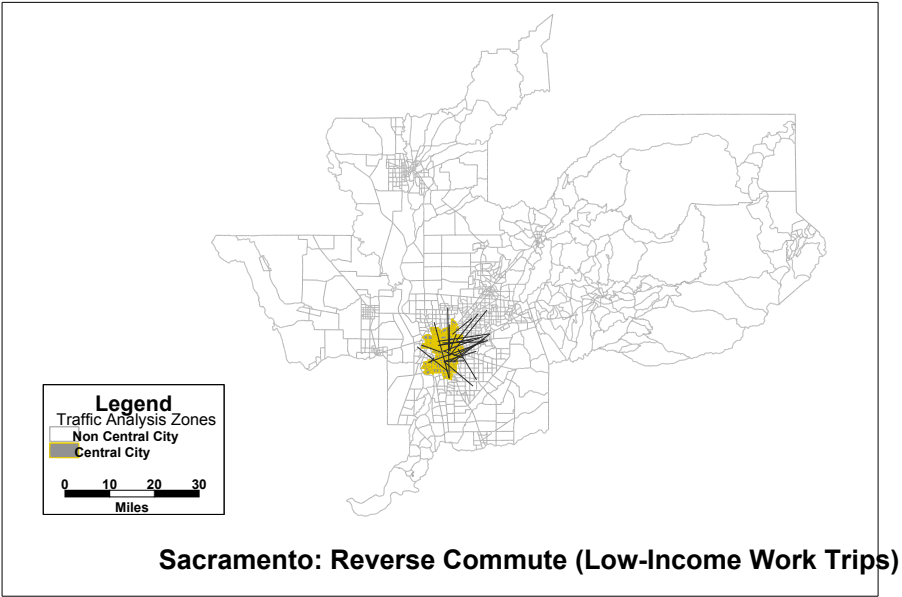 Legend
Traffic Analysis Zones
Non Central City
Central City
0 10 20 30
Miles
Sacramento: Reverse Commute (Low-Income Work Trips)